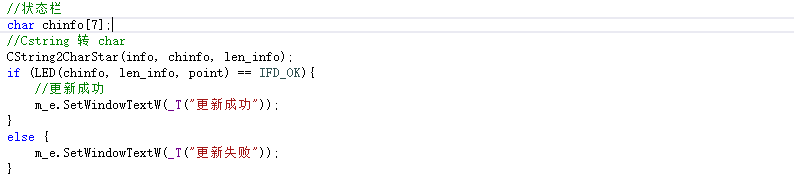 //状态栏
char chinfo[7];
//Cstring 转 char
CString2CharStar(info, chinfo, len_info);
if (LED(chinfo, len_info, point) == IFD_OK){
//更新成功
m_e.SetWindowTextW(_T("更新成功"));
}
else {
m_e.SetWindowTextW(_T("更新失败"));
}